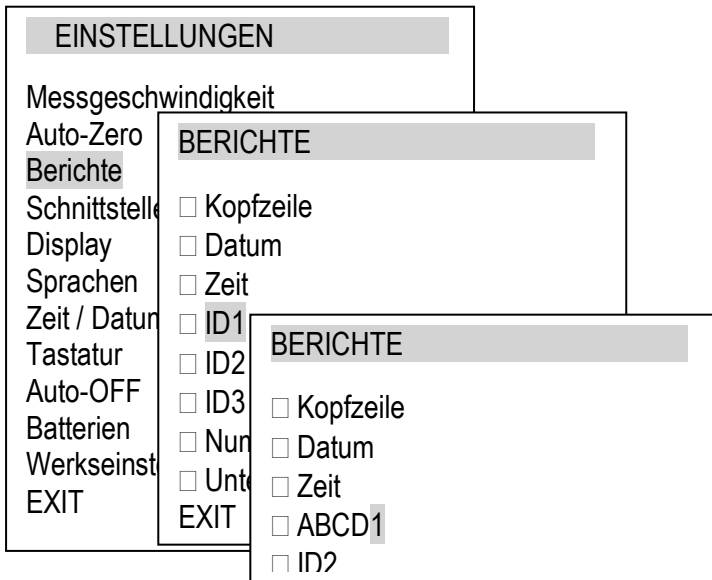 EINSTELLUNGEN
Messgeschwindigkeit
Auto-Zero
Berichte
Schnittstelle
Display
Sprachen
Zeit / Datum
Tastatur
Auto-OFF
Batterien
Werkseinst
EXIT
BERICHTE
□ Kopfzeile
□ Datum
□ Zeit
□ ID1
□ ID2
□ ID3
□ Num
□ Unte
EXIT
BERICHTE
□ Kopfzeile
□ Datum
□ Zeit
□ ABCD1
□ ID2